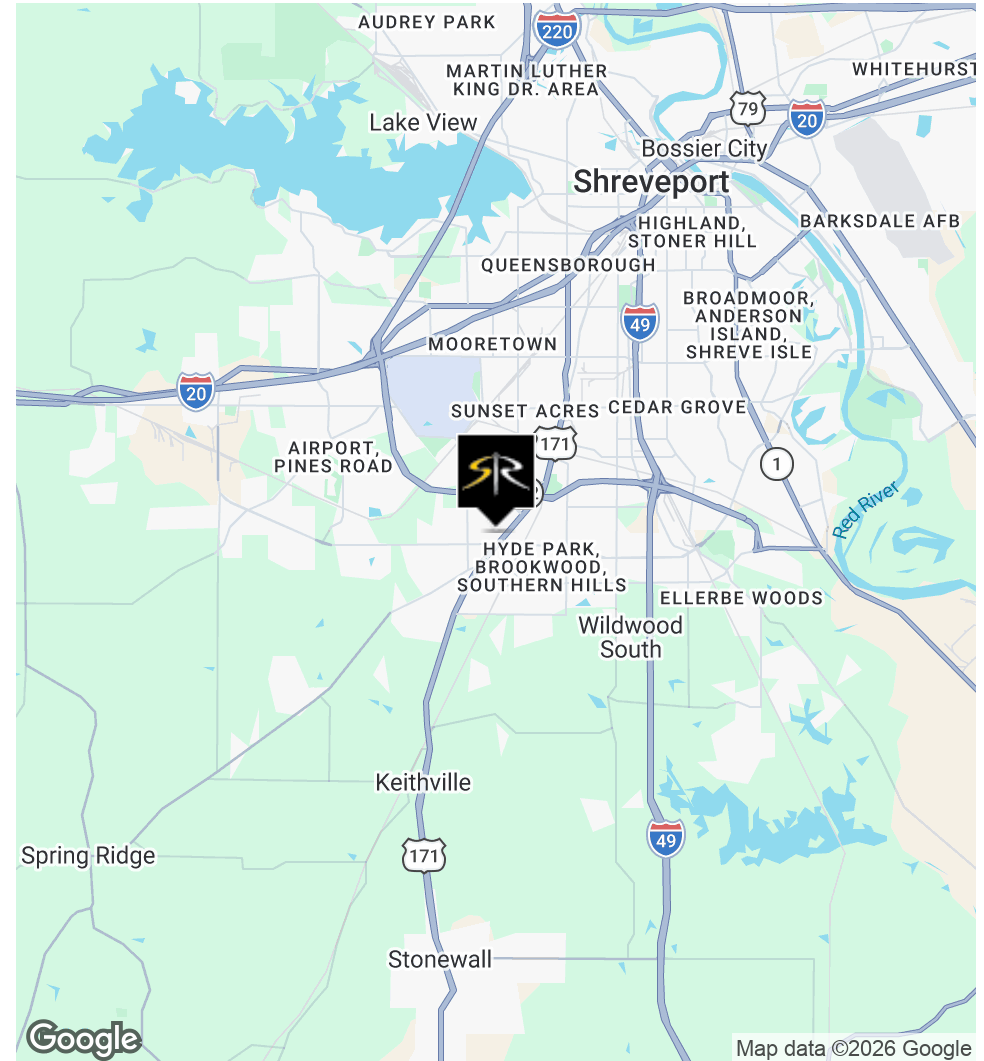 AUDREY PARK
220
MARTIN LUTHER
KING DR. AREA
WHITEHURST
79
20
Lake View
Bossier City
Shreveport
HIGHLAND,
STONER HILL
BARKSDALE AFB
QUEENSBOROUGH
BROADMOOR,
ANDERSON
ISLAND,
SHREVE ISLE
49
MOORETOWN
20
SUNSET ACRES
CEDAR GROVE
171
AIRPORT,
PINES ROAD
1
SR
Red River
HYDE PARK,
BROOKWOOD,
SOUTHERN HILLS
ELLERBE WOODS
Wildwood
South
Keithville
49
171
Spring Ridge
Stonewall
Google
Map data ©2026 Google